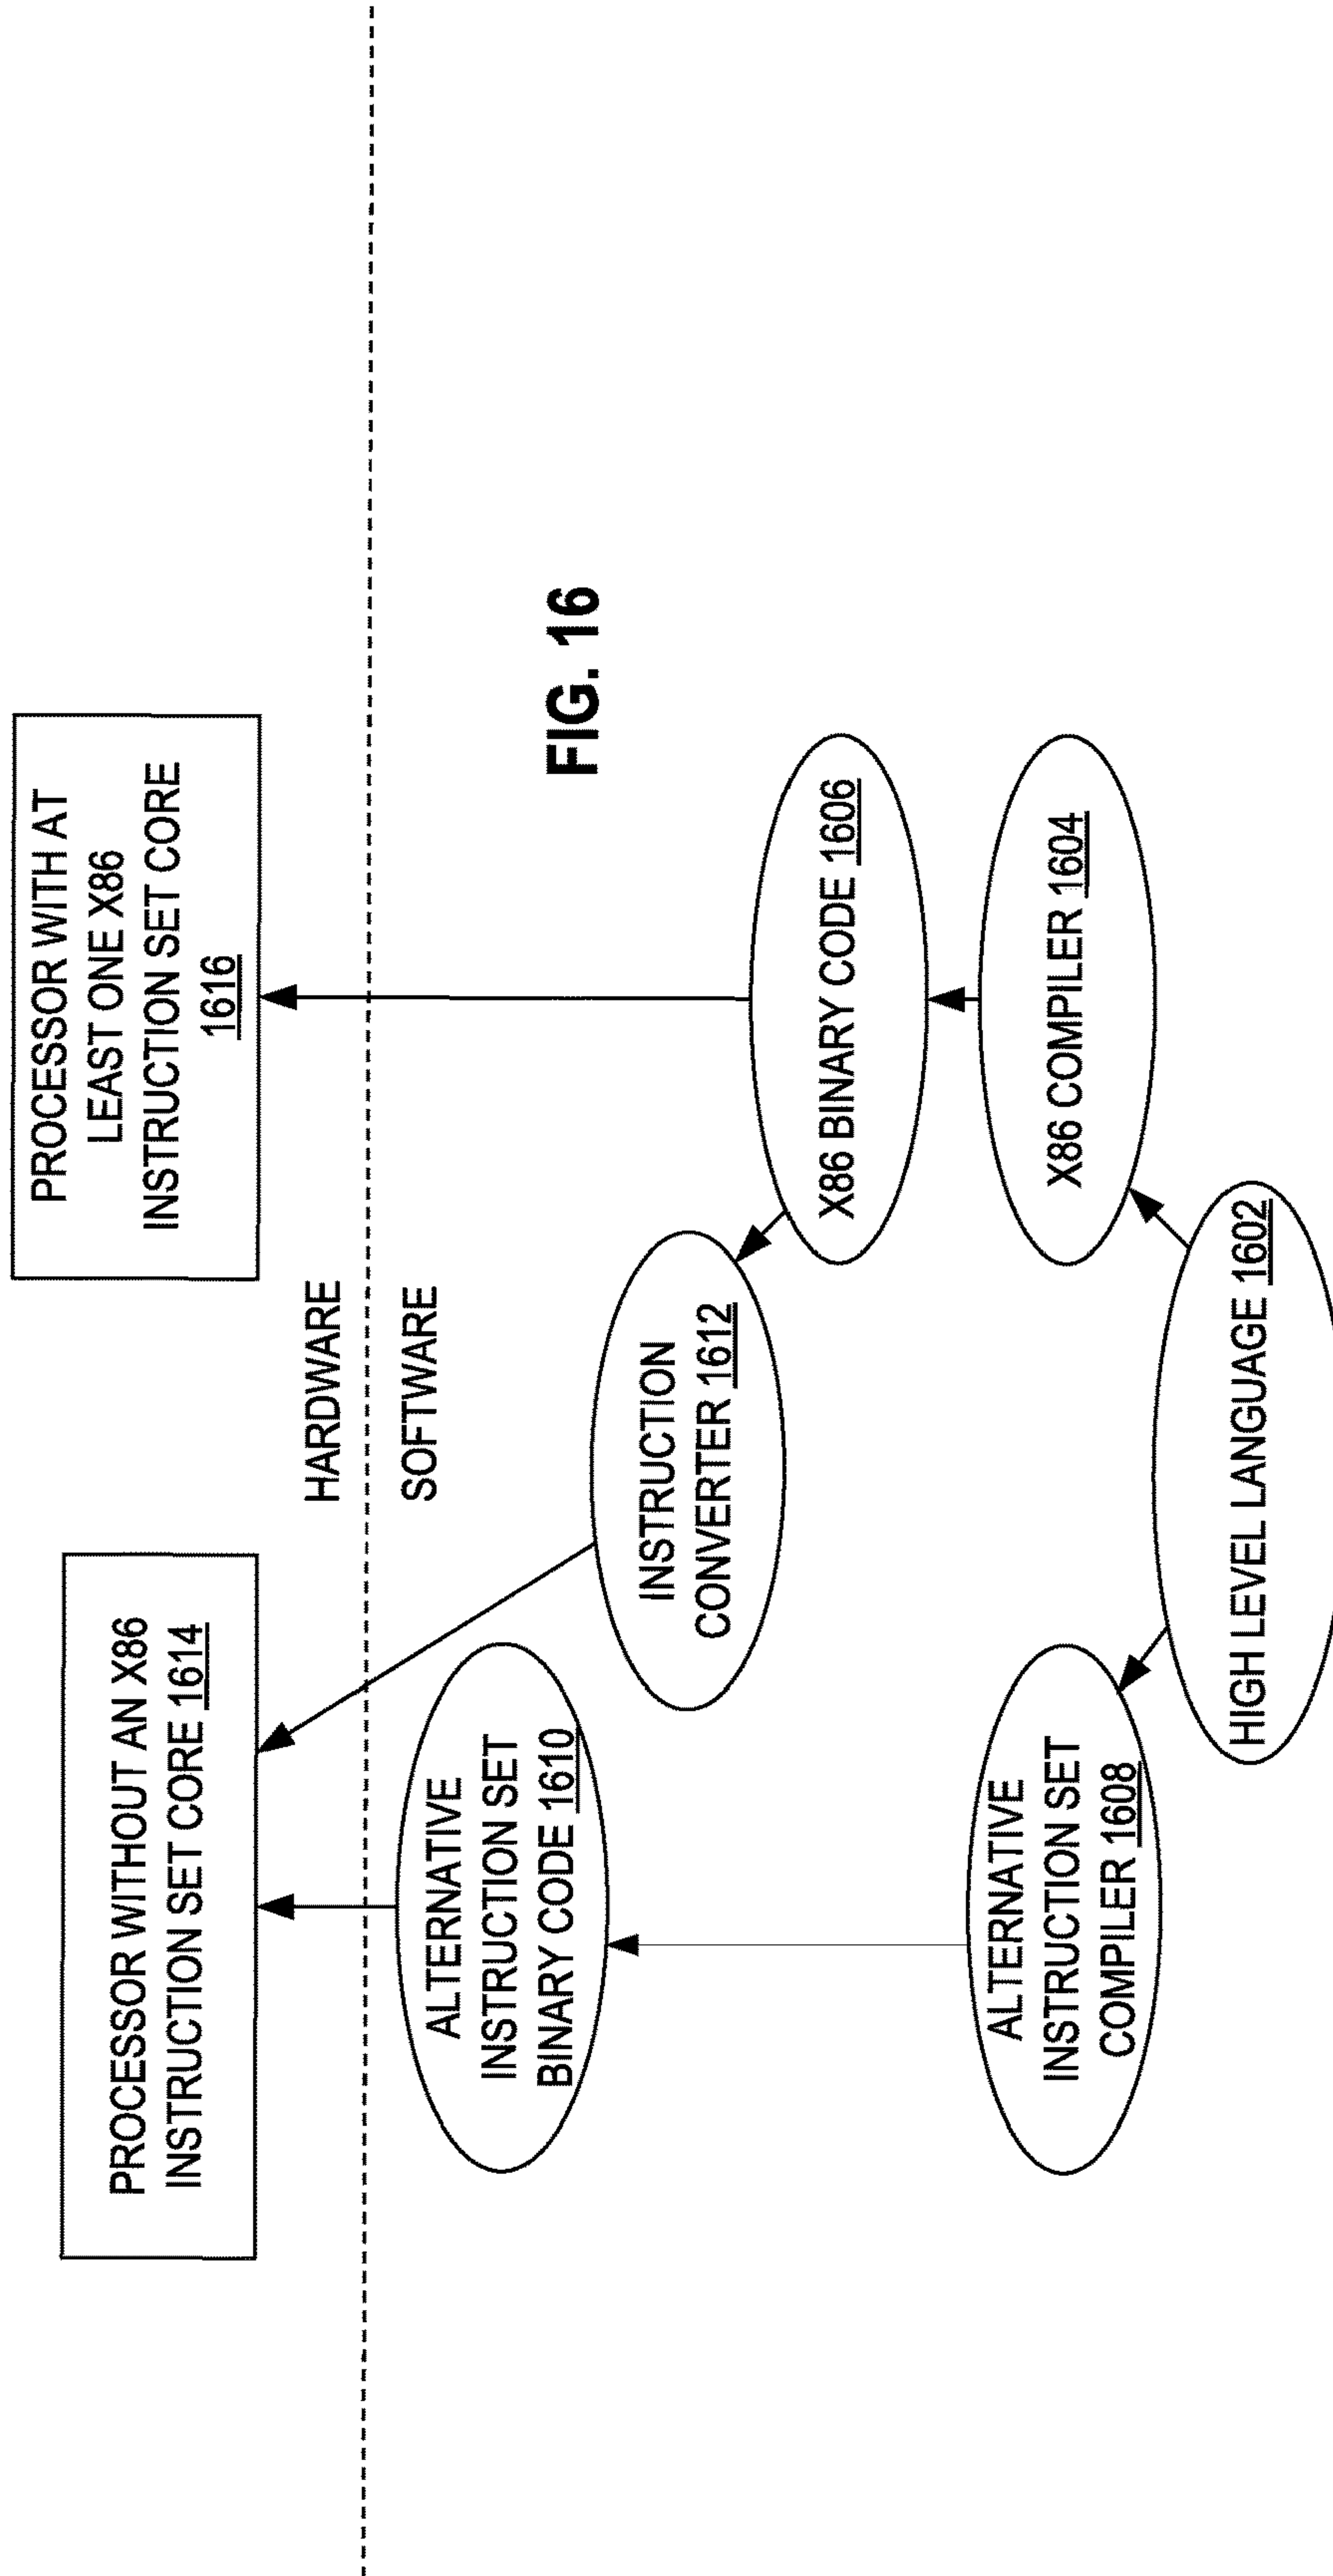 PROCESSOR WITHOUT AN X86
INSTRUCTION SET CORE 1614
PROCESSOR WITH AT
LEAST ONE X86
INSTRUCTION SET CORE
1616
HARDWARE
SOFTWARE
ALTERNATIVE
INSTRUCTION SET
BINARY CODE 1610
INSTRUCTION
CONVERTER 1612
FIG. 16
X86 BINARY CODE 1606
ALTERNATIVE
INSTRUCTION SET
COMPILER 1608
X86 COMPILER 1604
HIGH LEVEL LANGUAGE 1602